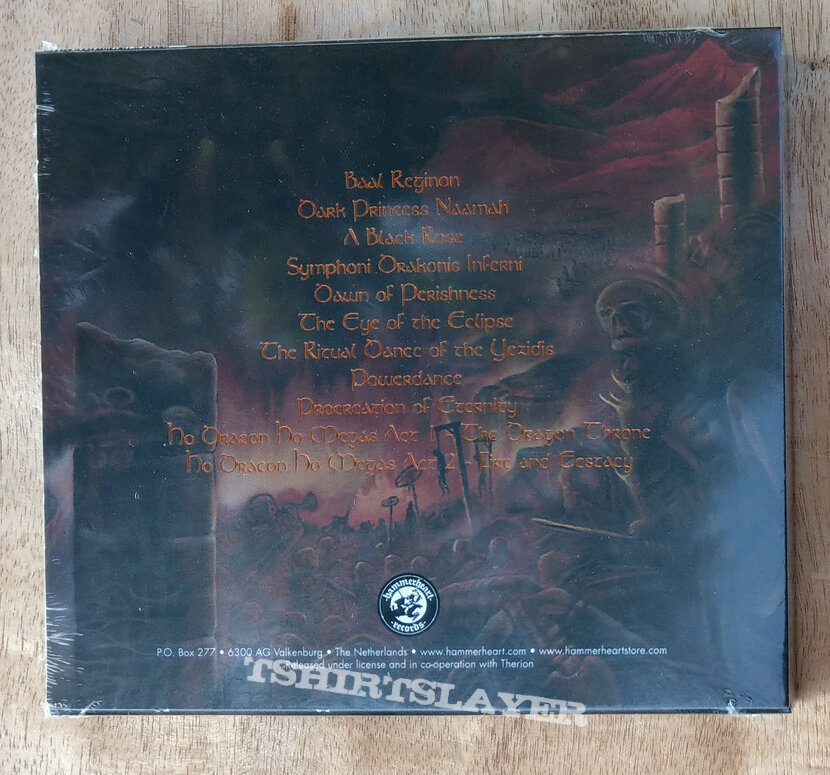 Baal Reginon
Dark Princess Naamah
A Black Rose
Symphoni Drakonis Inferni
Dawn of Perishness
The Eye of the Eclipse
The Ritual Dance of the Yezidis
Powerdance
Procreation of Eternity
Ho Dracon Ho Megas Act 1 - The Dragon Throne
Ho Dracon Ho Megas Act 2 - Fire and Ecstacy
hammerheart
records
P.O. Box 277 • 6300 AG Valkenburg • The Netherlands • www.hammerheart.com • www.hammerheartstore.com
Released under license and in co-operation with Therion
TSHIRTSLAYER